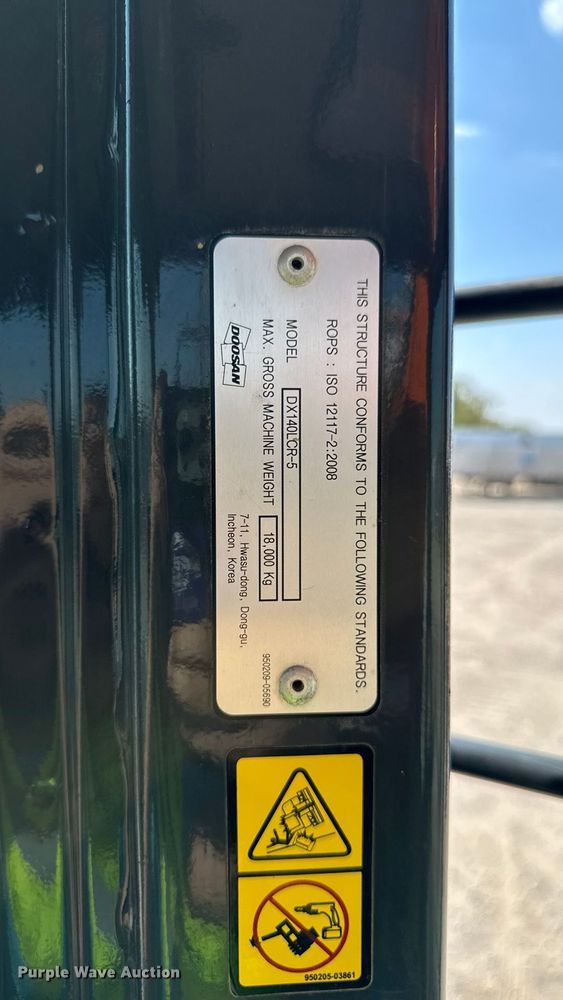 THIS STRUCTURE CONFORMS TO THE FOLLOWING STANDARDS.
ROPS : ISO 12117-2:2008
MODEL DX140LCR-5
MAX. GROSS MACHINE WEIGHT 18,000 Kg
DOOSAN
7-11, Hwasu-dong, Dong-gu,
Incheon, Korea
950209-05690
950205-03861
Purple Wave Auction